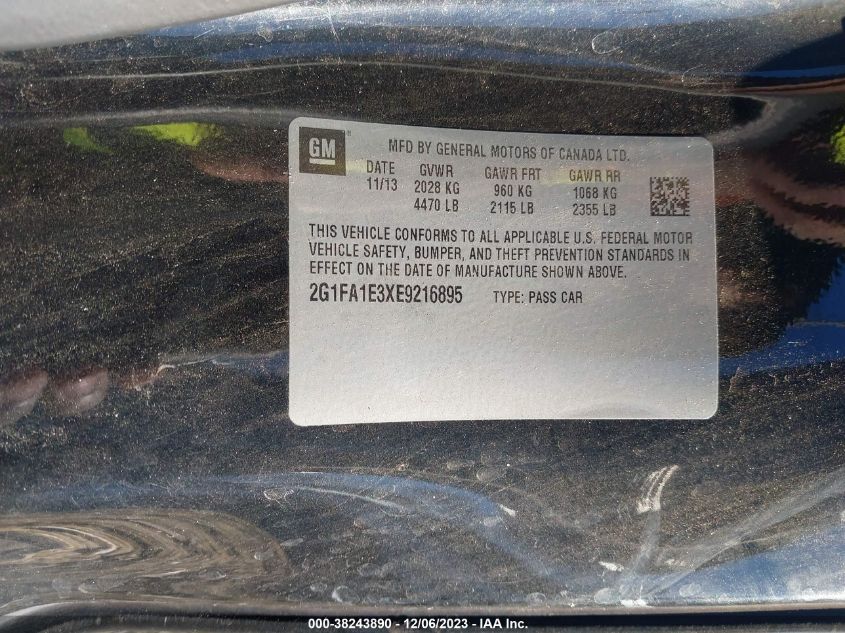 GM
MFD BY GENERAL MOTORS OF CANADA LTD.
DATE GVWR GAWR FRT GAWR RR
11/13 2028 KG 960 KG 1068 KG
4470 LB 2115 LB 2355 LB
THIS VEHICLE CONFORMS TO ALL APPLICABLE U.S. FEDERAL MOTOR
VEHICLE SAFETY, BUMPER, AND THEFT PREVENTION STANDARDS IN
EFFECT ON THE DATE OF MANUFACTURE SHOWN ABOVE.
2G1FA1E3XE9216895 TYPE: PASS CAR
000-38243890 - 12/06/2023 - IAA Inc.